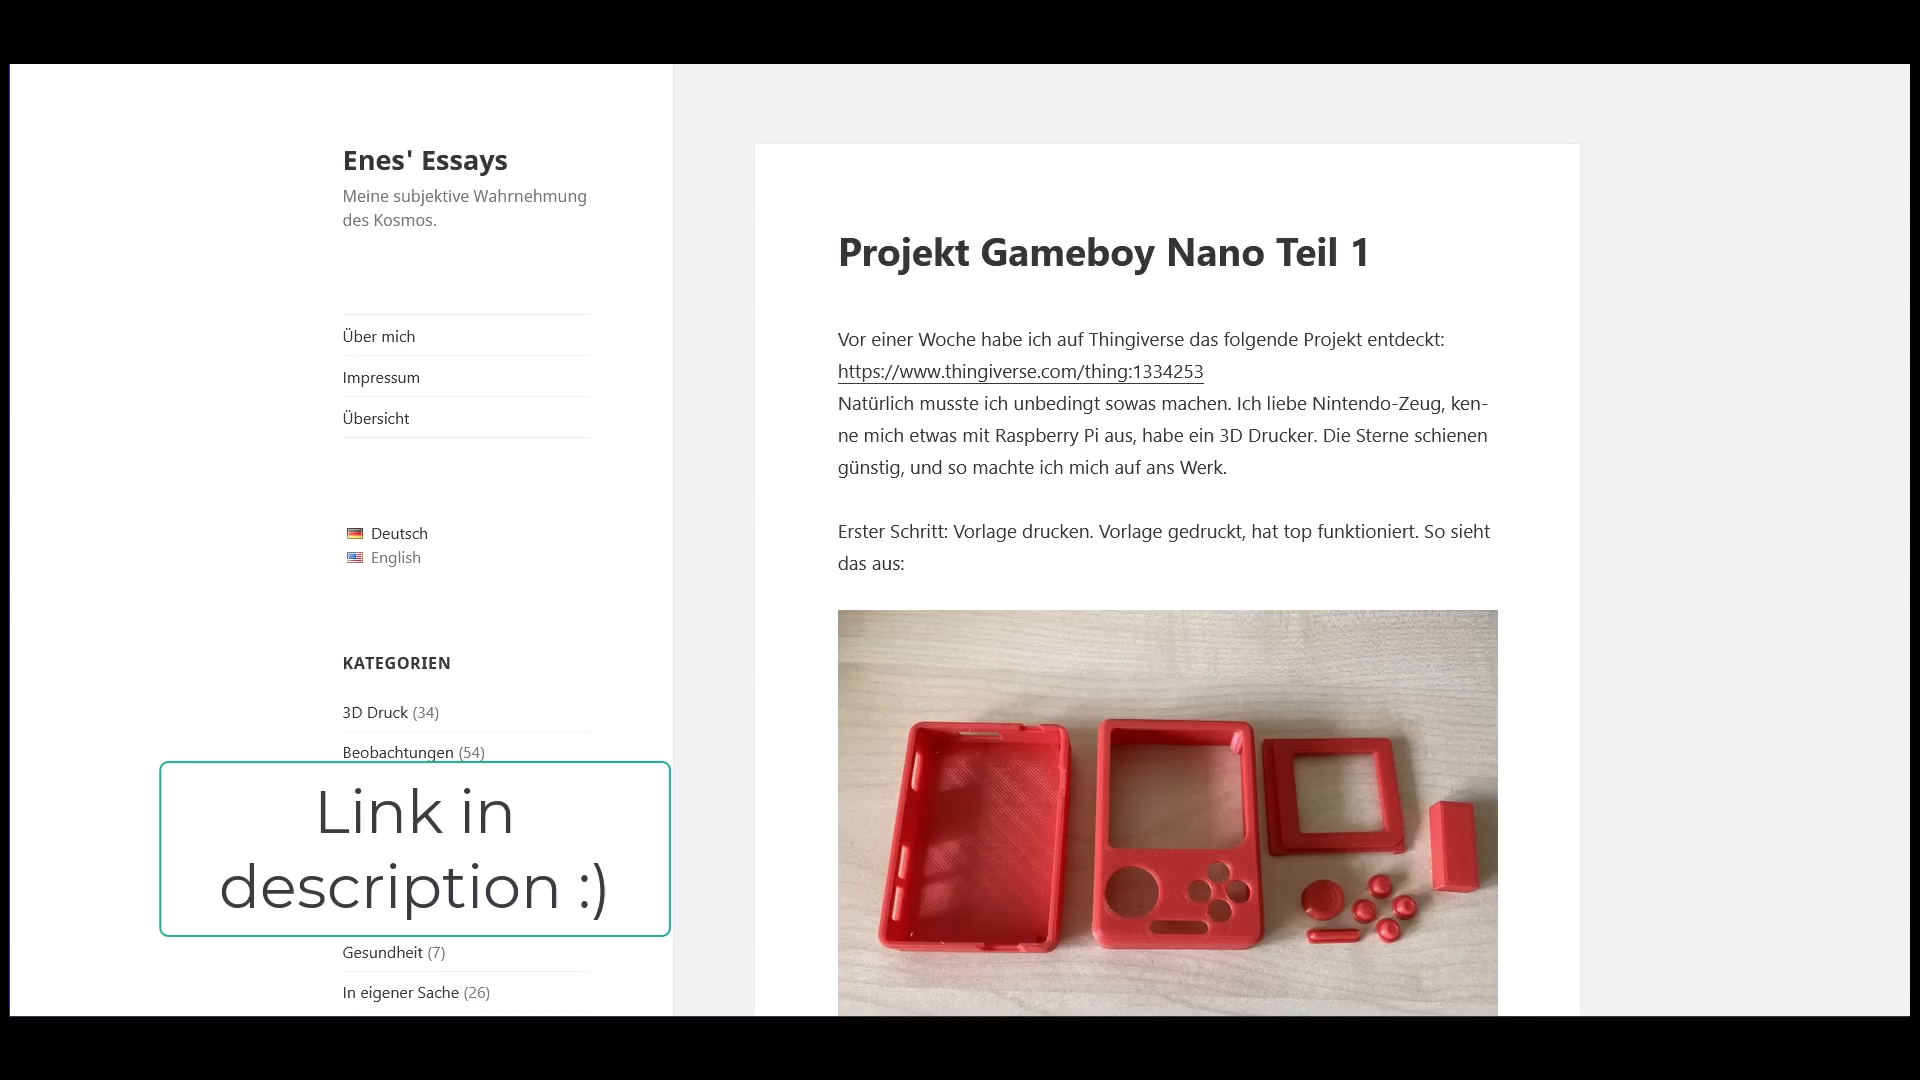 Enes' Essays
Meine subjektive Wahrnehmung
des Kosmos.
Über mich
Impressum
Übersicht
Deutsch
English
KATEGORIEN
3D Druck (34)
Beobachtungen (54)
Link in
description :)
Gesundheit (7)
In eigener Sache (26)
Projekt Gameboy Nano Teil 1
Vor einer Woche habe ich auf Thingiverse das folgende Projekt entdeckt:
https://www.thingiverse.com/thing:1334253
Natürlich musste ich unbedingt sowas machen. Ich liebe Nintendo-Zeug, ken-
ne mich etwas mit Raspberry Pi aus, habe ein 3D Drucker. Die Sterne schienen
günstig, und so machte ich mich auf ans Werk.
Erster Schritt: Vorlage drucken. Vorlage gedruckt, hat top funktioniert. So sieht
das aus: